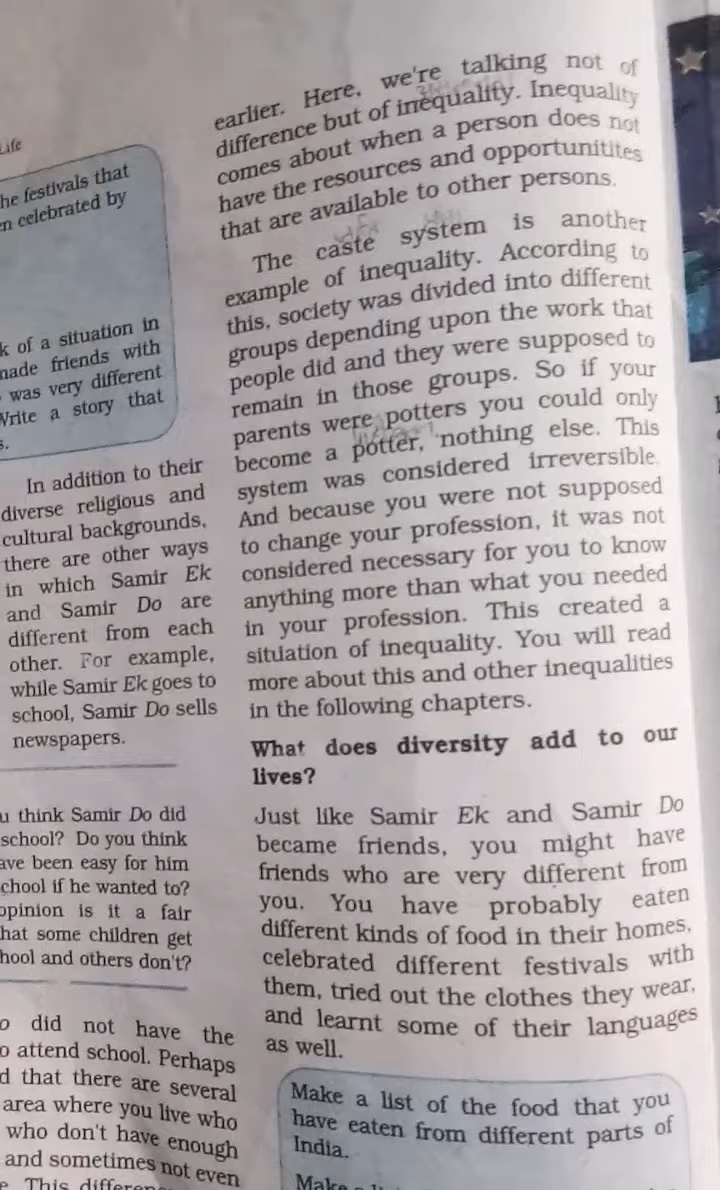 Life
he festivals that
n celebrated by
k of a situation in
nade friends with
was very different
Write a story that
s.
In addition to their
diverse religious and
cultural backgrounds,
there are other ways
in which Samir Ek
and Samir Do are
different from each
other. For example,
while Samir Ek goes to
school, Samir Do sells
newspapers.
u think Samir Do did
school? Do you think
ave been easy for him
chool if he wanted to?
opinion is it a fair
hat some children get
hool and others don't?
o did not have the
o attend school. Perhaps
d that there are several
area where you live who
who don't have enough
and sometimes not even
e. This differen
earlier. Here, we're talking not of
difference but of inequality. Inequality
comes about when a person does not
have the resources and opportunitites
that are available to other persons.
The caste system is another
example of inequality. According to
this, society was divided into different
groups depending upon the work that
people did and they were supposed to
remain in those groups. So if your
parents were potters you could only
become a potter, nothing else. This
system was considered irreversible.
And because you were not supposed
to change your profession, it was not
considered necessary for you to know
anything more than what you needed
in your profession. This created a
situation of inequality. You will read
more about this and other inequalities
in the following chapters.
What does diversity add to our
lives?
Just like Samir Ek and Samir Do
became friends, you might have
friends who are very different from
you. You have probably eaten
different kinds of food in their homes,
celebrated different festivals with
them, tried out the clothes they wear,
and learnt some of their languages
as well.
Make a list of the food that you
have eaten from different parts of
India.
Make a